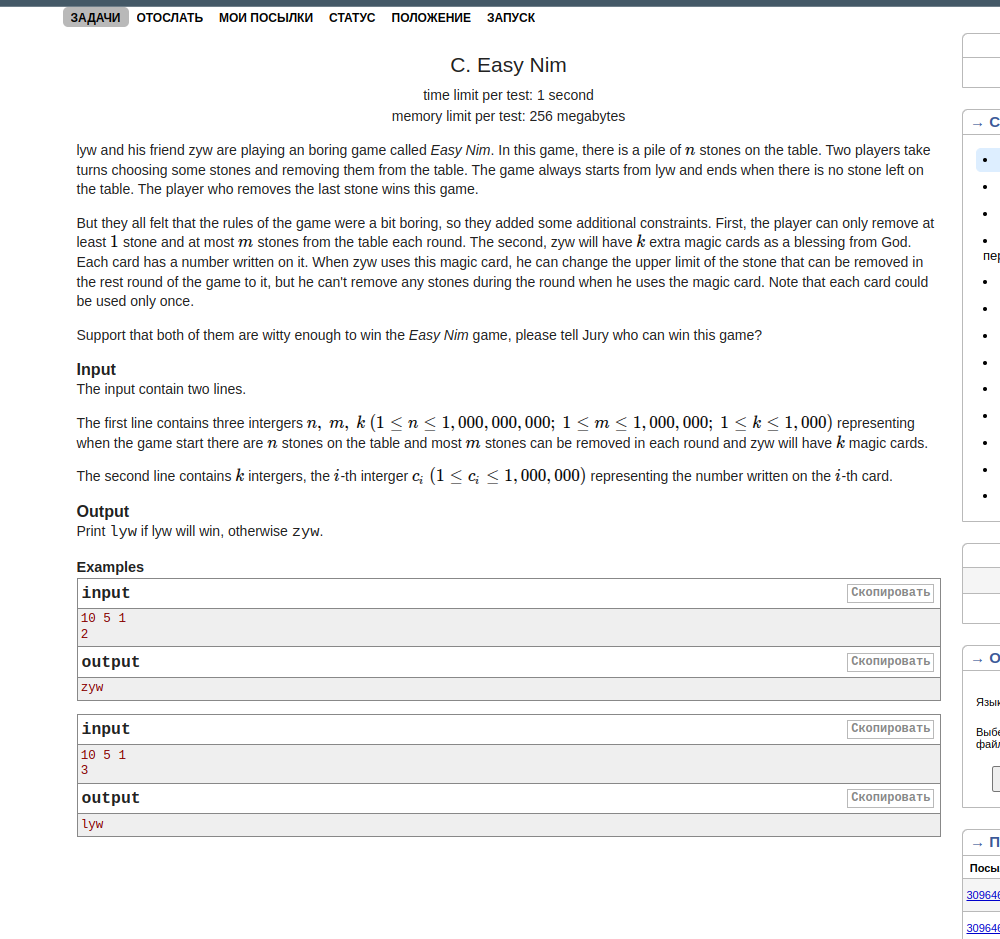 ЗАДАЧИ ОТОСЛАТЬ МОИ ПОСЫЛКИ СТАТУС ПОЛОЖЕНИЕ ЗАПУСК
C. Easy Nim
time limit per test: 1 second
memory limit per test: 256 megabytes
lyw and his friend zyw are playing an boring game called Easy Nim. In this game, there is a pile of n stones on the table. Two players take
turns choosing some stones and removing them from the table. The game always starts from lyw and ends when there is no stone left on
the table. The player who removes the last stone wins this game.
But they all felt that the rules of the game were a bit boring, so they added some additional constraints. First, the player can only remove at
least 1 stone and at most m stones from the table each round. The second, zyw will have k extra magic cards as a blessing from God.
Each card has a number written on it. When zyw uses this magic card, he can change the upper limit of the stone that can be removed in
the rest round of the game to it, but he can't remove any stones during the round when he uses the magic card. Note that each card could
be used only once.
Support that both of them are witty enough to win the Easy Nim game, please tell Jury who can win this game?
Input
The input contain two lines.
The first line contains three intergers n, m, k (1 ≤ n ≤ 1,000,000,000; 1 ≤ m ≤ 1,000,000; 1 ≤ k ≤ 1,000) representing
when the game start there are n stones on the table and most m stones can be removed in each round and zyw will have k magic cards.
The second line contains k intergers, the i-th interger cᵢ (1 ≤ cᵢ ≤ 1,000,000) representing the number written on the i-th card.
Output
Print lyw if lyw will win, otherwise zyw.
Examples
input
Скопировать
10 5 1
2
output
Скопировать
zyw
input
Скопировать
10 5 1
3
output
Скопировать
lyw
→ С
пер
→ О
Язык
Выбе
файл
→ П
Посы
309646
309646